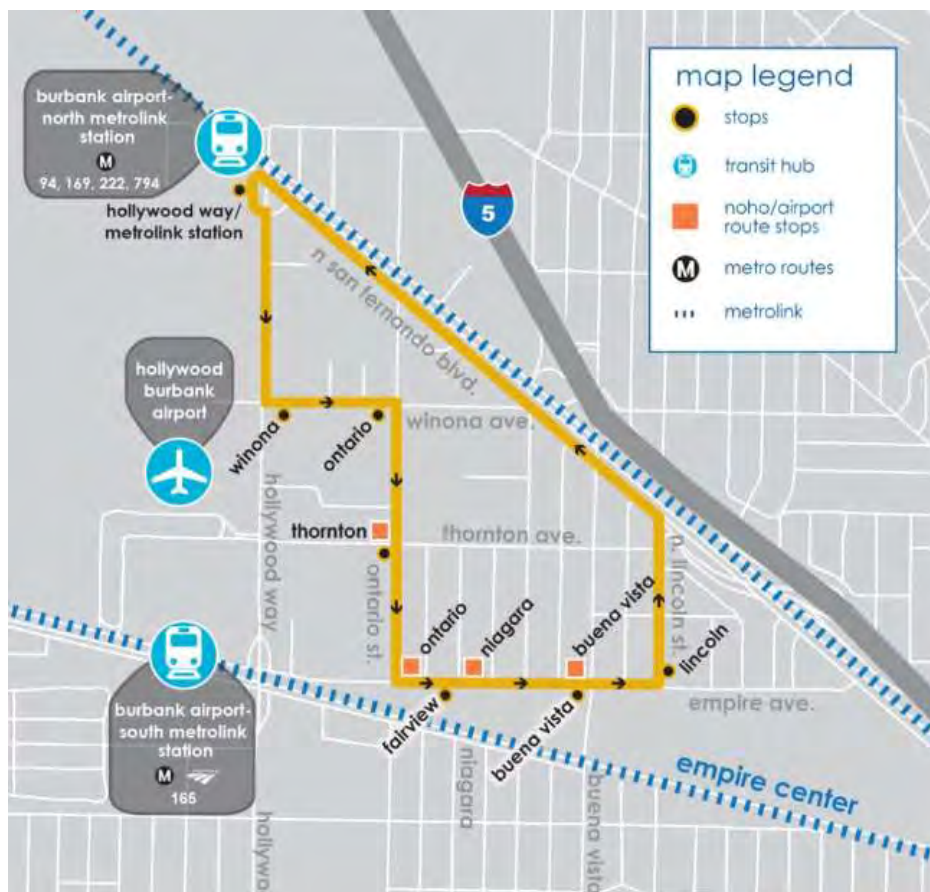 burbank airport-
north metrolink
station
M
94, 169, 222, 794
hollywood way/
metrolink station
5
map legend
stops
transit hub
noho/airport
route stops
M
metro routes
metrolink
n san fernando blvd.
hollywood
burbank
airport
winona
ontario
winona ave.
hollywood way
thornton
thornton ave.
ontario st.
n. lincoln st.
ontario
niagara
buena vista
lincoln
fairview
buena vista
empire ave.
burbank airport-
south metrolink
station
M
165
niagara
buena vista
hollywa
empire center